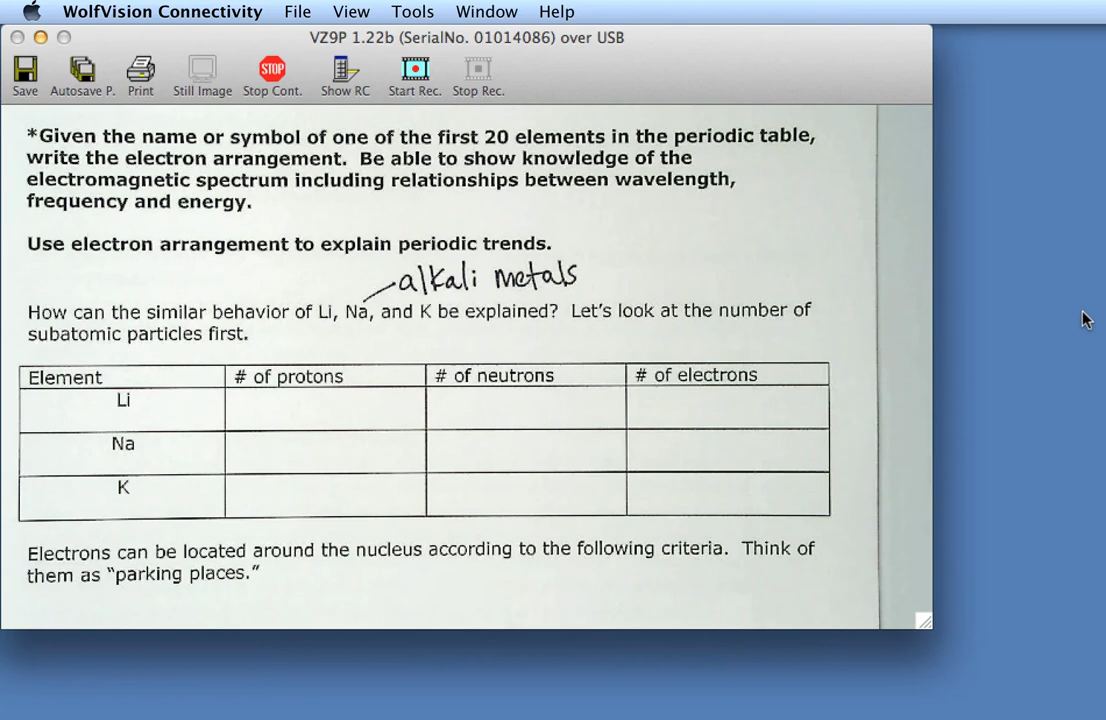 WolfVision Connectivity File View Tools Window Help
VZ9P 1.22b (SerialNo. 01014086) over USB
Save Autosave P. Print Still Image Stop Cont. Show RC Start Rec. Stop Rec.
STOP
*Given the name or symbol of one of the first 20 elements in the periodic table,
write the electron arrangement. Be able to show knowledge of the
electromagnetic spectrum including relationships between wavelength,
frequency and energy.
Use electron arrangement to explain periodic trends.
alkali metals
How can the similar behavior of Li, Na, and K be explained? Let's look at the number of
subatomic particles first.
Element # of protons # of neutrons # of electrons
Li
Na
K
Electrons can be located around the nucleus according to the following criteria. Think of
them as "parking places."